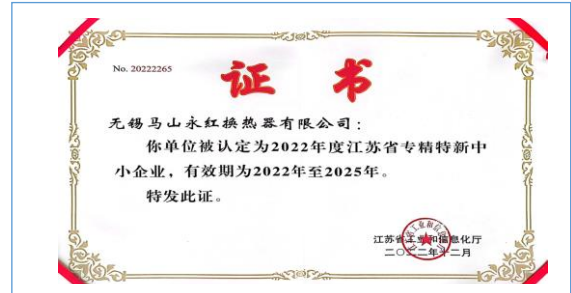 No. 20222265
证 书
无锡马山永红换热器有限公司：
你单位被认定为2022年度江苏省专精特新中
小企业，有效期为2022年至2025年。
特发此证。
江苏省工业和信息化厅
二〇二二年十二月